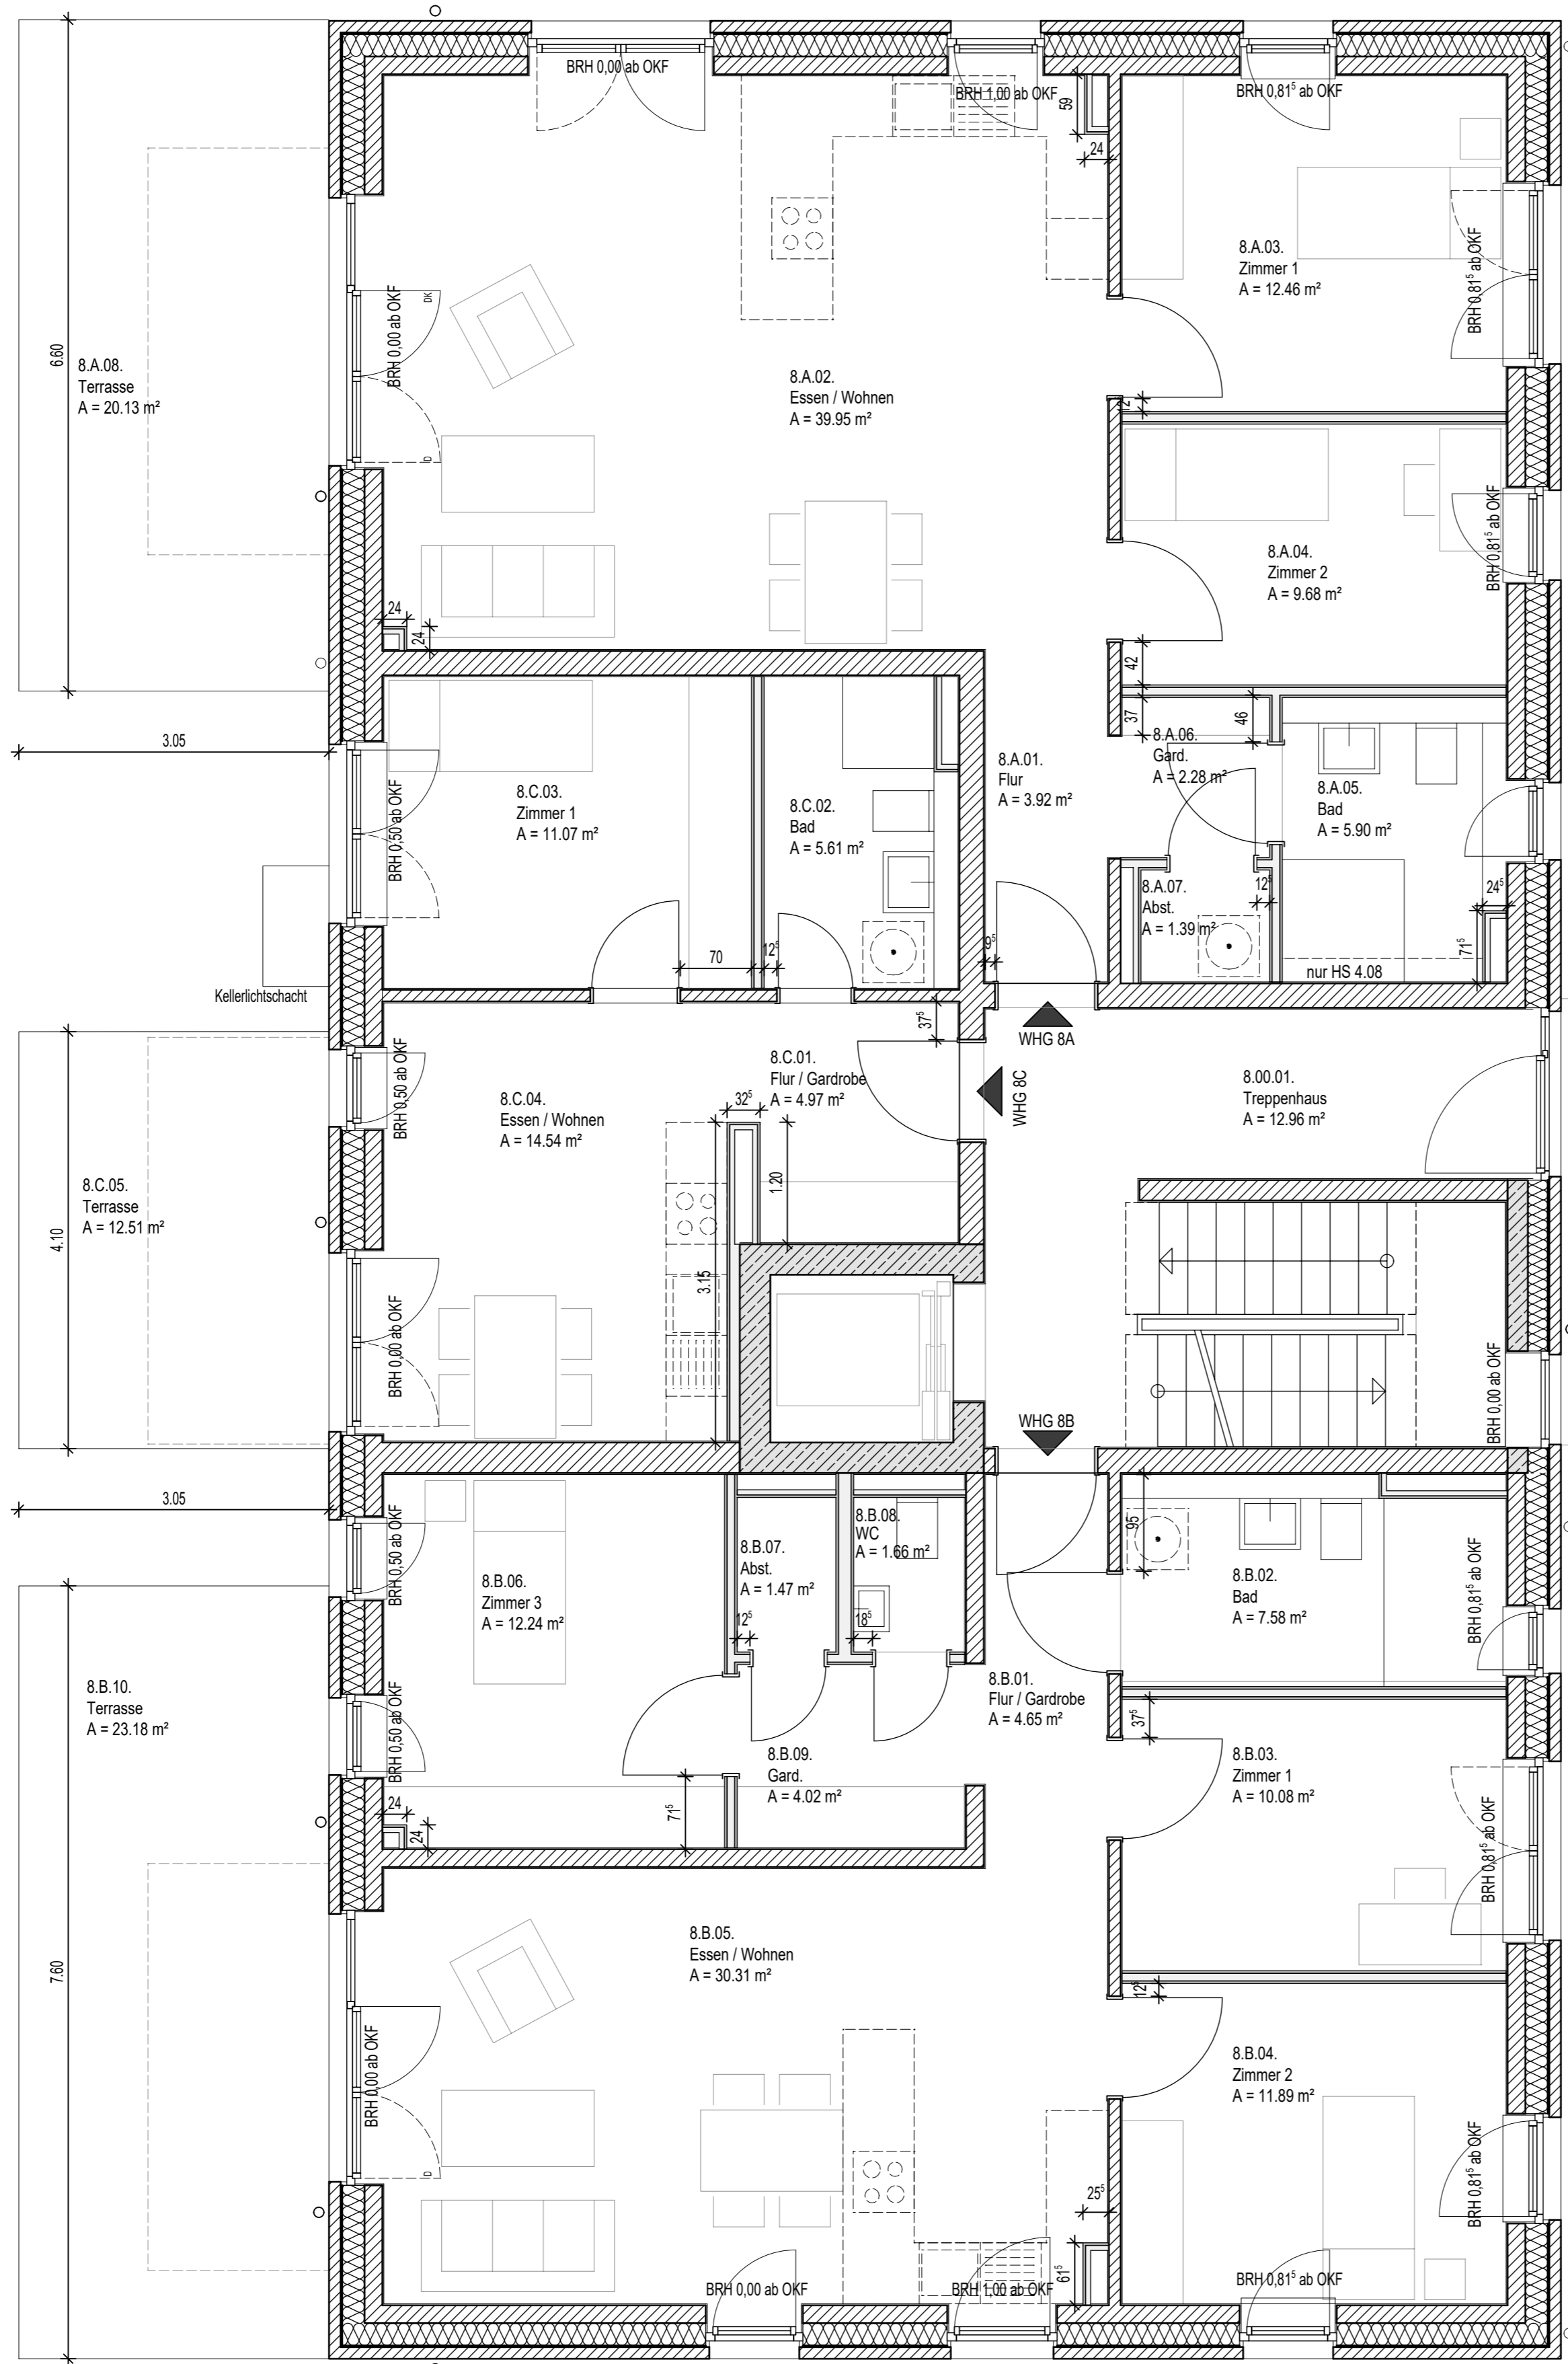 BRH 0,00 ab OKF
BRH 1,00 ab OKF
BRH 0,81⁵ ab OKF
59
24
8.A.03.
Zimmer 1
A = 12.46 m²
BRH 0,81⁵ ab OKF
6.60
8.A.08.
Terrasse
A = 20.13 m²
BRH 0,00 ab OKF
DK
D
8.A.02.
Essen / Wohnen
A = 39.95 m²
12
8.A.04.
Zimmer 2
A = 9.68 m²
BRH 0,81⁵ ab OKF
24
24
42
37
46
3.05
8.C.03.
Zimmer 1
A = 11.07 m²
BRH 0,50 ab OKF
8.C.02.
Bad
A = 5.61 m²
8.A.01.
Flur
A = 3.92 m²
8.A.06.
Gard.
A = 2.28 m²
8.A.05.
Bad
A = 5.90 m²
8.A.07.
Abst.
A = 1.39 m²
12⁵
24⁵
71⁵
nur HS 4.08
70
12⁵
9⁵
Kellerlichtschacht
37⁵
WHG 8A
WHG 8C
BRH 0,50 ab OKF
8.C.04.
Essen / Wohnen
A = 14.54 m²
8.C.01.
Flur / Gardrobe
A = 4.97 m²
32⁵
1.20
3.15
8.00.01.
Treppenhaus
A = 12.96 m²
4.10
8.C.05.
Terrasse
A = 12.51 m²
BRH 0,00 ab OKF
BRH 0,00 ab OKF
WHG 8B
3.05
BRH 0,50 ab OKF
8.B.06.
Zimmer 3
A = 12.24 m²
8.B.07.
Abst.
A = 1.47 m²
8.B.08.
WC
A = 1.66 m²
12⁵
18⁵
95
8.B.02.
Bad
A = 7.58 m²
BRH 0,81⁵ ab OKF
8.B.10.
Terrasse
A = 23.18 m²
BRH 0,50 ab OKF
8.B.01.
Flur / Gardrobe
A = 4.65 m²
37⁵
8.B.09.
Gard.
A = 4.02 m²
71⁵
24
24
8.B.03.
Zimmer 1
A = 10.08 m²
BRH 0,81⁵ ab OKF
7.60
8.B.05.
Essen / Wohnen
A = 30.31 m²
12⁵
BRH 0,00 ab OKF
D
8.B.04.
Zimmer 2
A = 11.89 m²
BRH 0,81⁵ ab OKF
25⁵
61⁵
BRH 0,00 ab OKF
BRH 1,00 ab OKF
BRH 0,81⁵ ab OKF